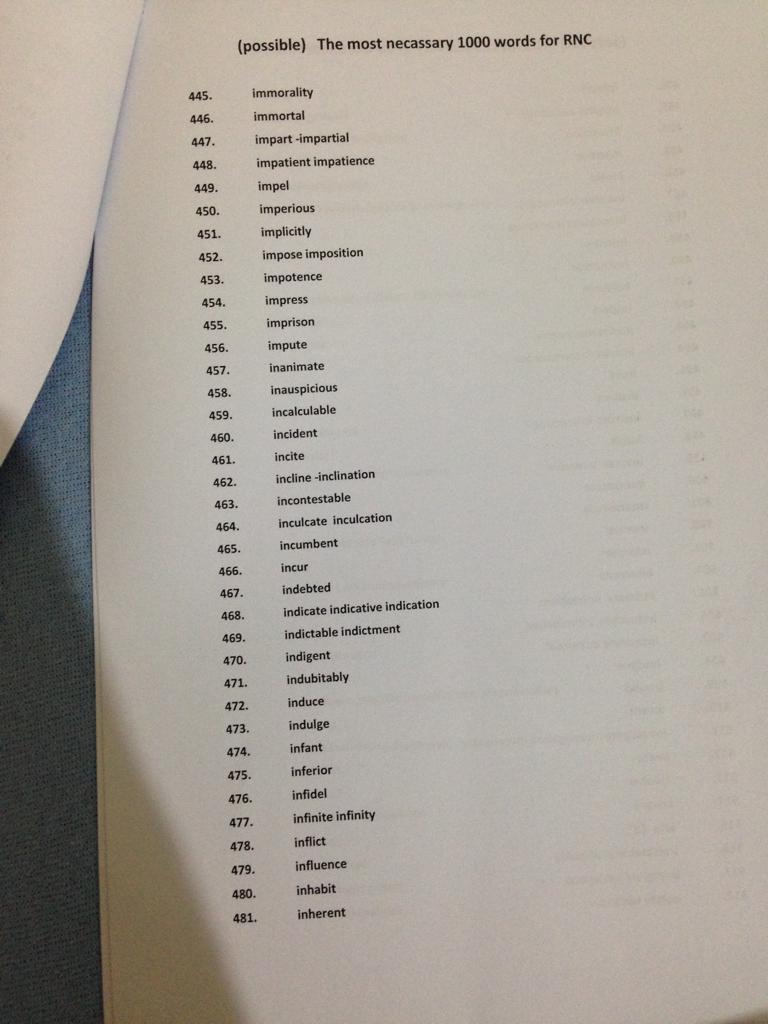 (possible) The most necassary 1000 words for RNC
445. immorality
446. immortal
447. impart -impartial
448. impatient impatience
449. impel
450. imperious
451. implicitly
452. impose imposition
453. impotence
454. impress
455. imprison
456. impute
457. inanimate
458. inauspicious
459. incalculable
460. incident
461. incite
462. incline -inclination
463. incontestable
464. inculcate inculcation
465. incumbent
466. incur
467. indebted
468. indicate indicative indication
469. indictable indictment
470. indigent
471. indubitably
472. induce
473. indulge
474. infant
475. inferior
476. infidel
477. infinite infinity
478. inflict
479. influence
480. inhabit
481. inherent